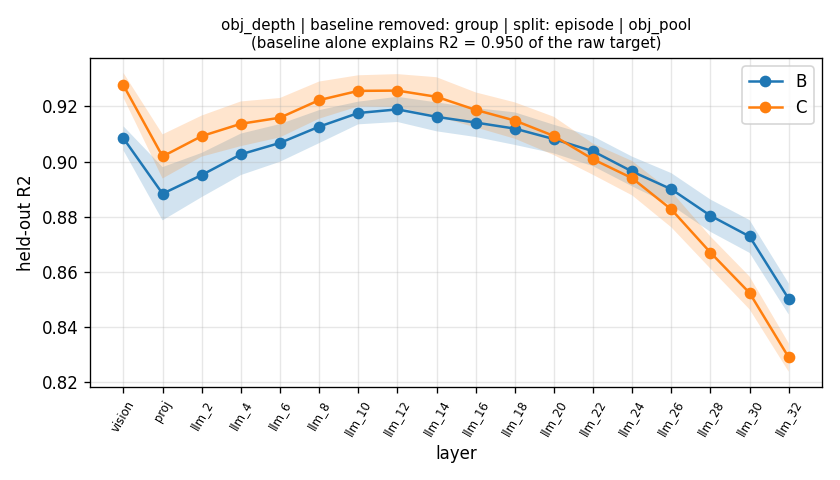 obj_depth | baseline removed: group | split: episode | obj_pool
(baseline alone explains R2 = 0.950 of the raw target)
B
C
held-out R2
0.92
0.90
0.88
0.86
0.84
0.82
vision
proj
llm_2
llm_4
llm_6
llm_8
llm_10
llm_12
llm_14
llm_16
llm_18
llm_20
llm_22
llm_24
llm_26
llm_28
llm_30
llm_32
layer